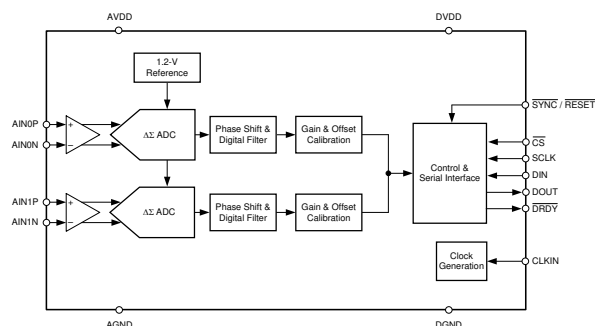 AVDD
DVDD
1.2-V
Reference
SYNC / RESET
AIN0P
AIN0N
+
−
ΔΣ ADC
Phase Shift &
Digital Filter
Gain & Offset
Calibration
Control &
Serial Interface
CS
SCLK
DIN
DOUT
DRDY
AIN1P
AIN1N
+
−
ΔΣ ADC
Phase Shift &
Digital Filter
Gain & Offset
Calibration
Clock
Generation
CLKIN
AGND
DGND